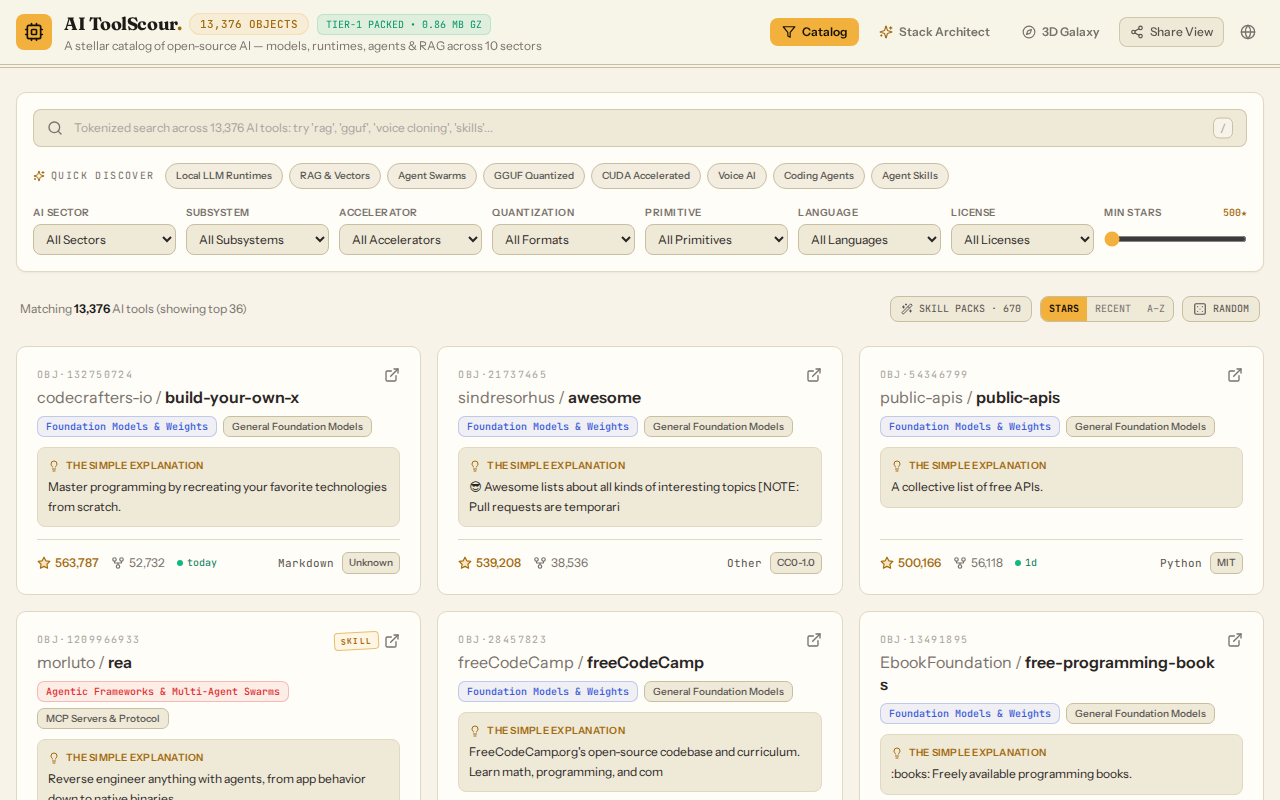 AI ToolScour.
13,376 OBJECTS
TIER-1 PACKED • 0.86 MB GZ
A stellar catalog of open-source AI — models, runtimes, agents & RAG across 10 sectors
Catalog
Stack Architect
3D Galaxy
Share View
Tokenized search across 13,376 AI tools: try 'rag', 'gguf', 'voice cloning', 'skills'...
/
QUICK DISCOVER
Local LLM Runtimes
RAG & Vectors
Agent Swarms
GGUF Quantized
CUDA Accelerated
Voice AI
Coding Agents
Agent Skills
AI SECTOR
SUBSYSTEM
ACCELERATOR
QUANTIZATION
PRIMITIVE
LANGUAGE
LICENSE
MIN STARS
500★
All Sectors
All Subsystems
All Accelerators
All Formats
All Primitives
All Languages
All Licenses
Matching 13,376 AI tools (showing top 36)
SKILL PACKS · 670
STARS
RECENT
A–Z
RANDOM
OBJ·132750724
codecrafters-io / build-your-own-x
Foundation Models & Weights
General Foundation Models
THE SIMPLE EXPLANATION
Master programming by recreating your favorite technologies
from scratch.
563,787
52,732
today
Markdown
Unknown
OBJ·21737465
sindresorhus / awesome
Foundation Models & Weights
General Foundation Models
THE SIMPLE EXPLANATION
😎 Awesome lists about all kinds of interesting topics [NOTE:
Pull requests are temporari
539,208
38,536
Other
CC0-1.0
OBJ·54346799
public-apis / public-apis
Foundation Models & Weights
General Foundation Models
THE SIMPLE EXPLANATION
A collective list of free APIs.
500,166
56,118
1d
Python
MIT
OBJ·1209966933
SKILL
morluto / rea
Agentic Frameworks & Multi-Agent Swarms
MCP Servers & Protocol
THE SIMPLE EXPLANATION
Reverse engineer anything with agents, from app behavior
down to native binaries.
OBJ·28457823
freeCodeCamp / freeCodeCamp
Foundation Models & Weights
General Foundation Models
THE SIMPLE EXPLANATION
FreeCodeCamp.org's open-source codebase and curriculum.
Learn math, programming, and com
OBJ·13491895
EbookFoundation / free-programming-book
s
Foundation Models & Weights
General Foundation Models
THE SIMPLE EXPLANATION
:books: Freely available programming books.